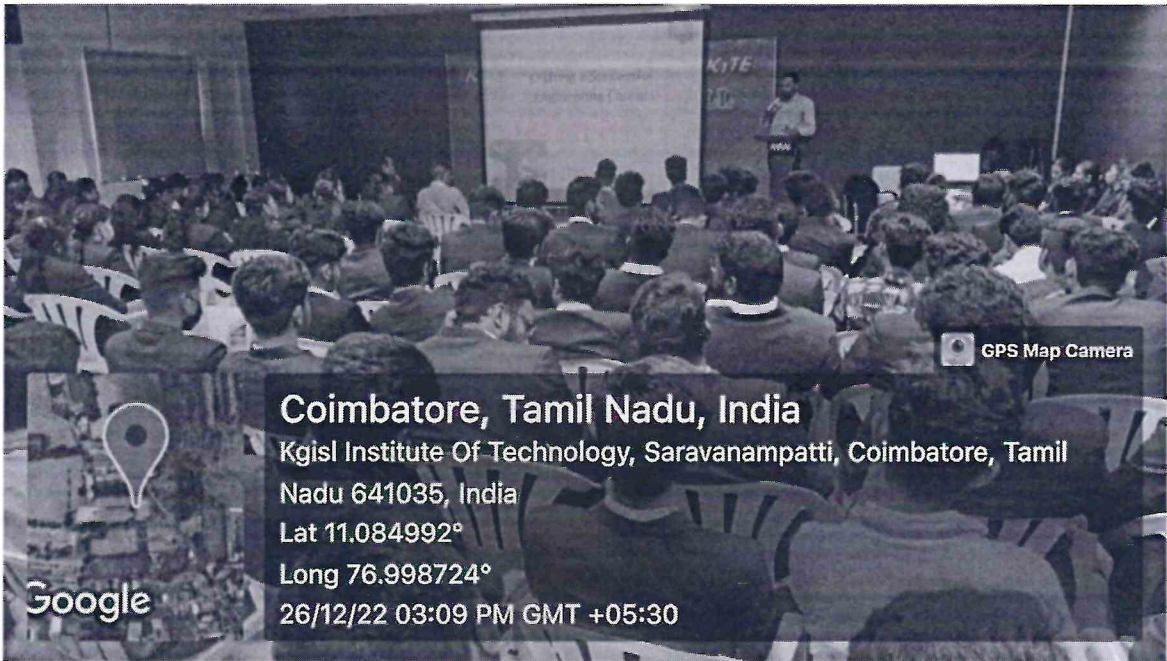 KiTE
GPS Map Camera
Coimbatore, Tamil Nadu, India
Kgisl Institute Of Technology, Saravanampatti, Coimbatore, Tamil
Nadu 641035, India
Lat 11.084992°
Long 76.998724°
26/12/22 03:09 PM GMT +05:30
Google